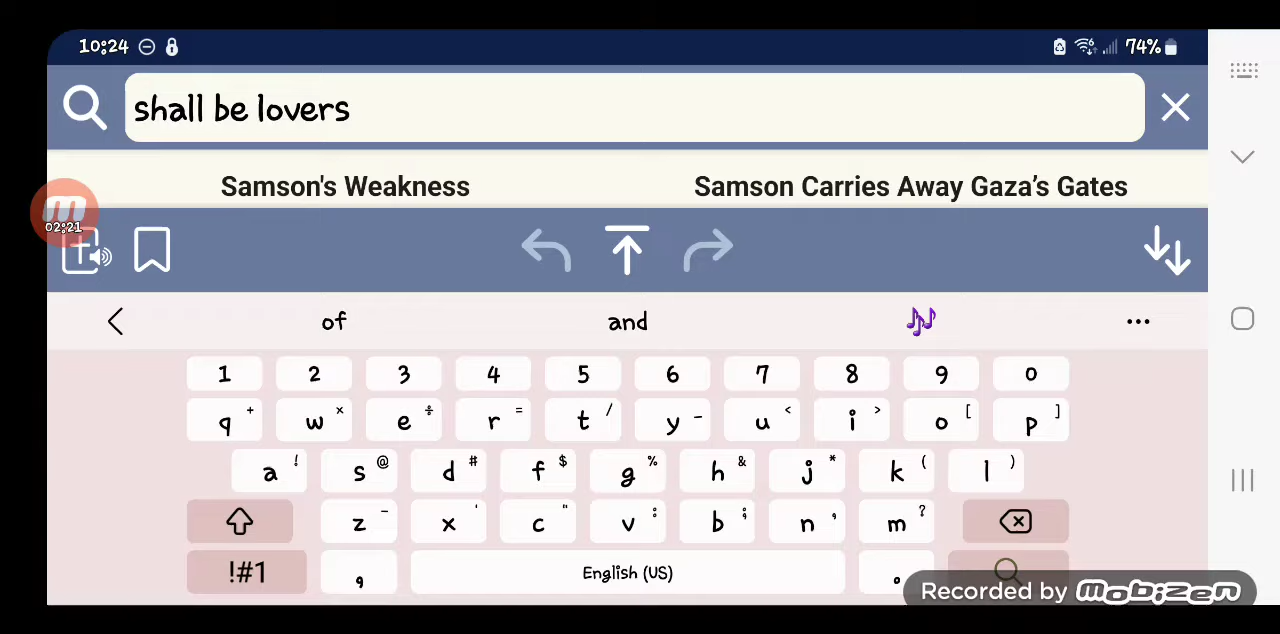 10:24 74%
shall be lovers
Samson's Weakness Samson Carries Away Gaza’s Gates
m
02:21
of and
1 2 3 4 5 6 7 8 9 0
q + w × e ÷ r = t / y - u < i > o [ p ]
a ! s @ d # f $ g % h & j * k ( l )
z - x ' c " v : b ; n , m ?
!#1 , English (US) .
Recorded by mobizen